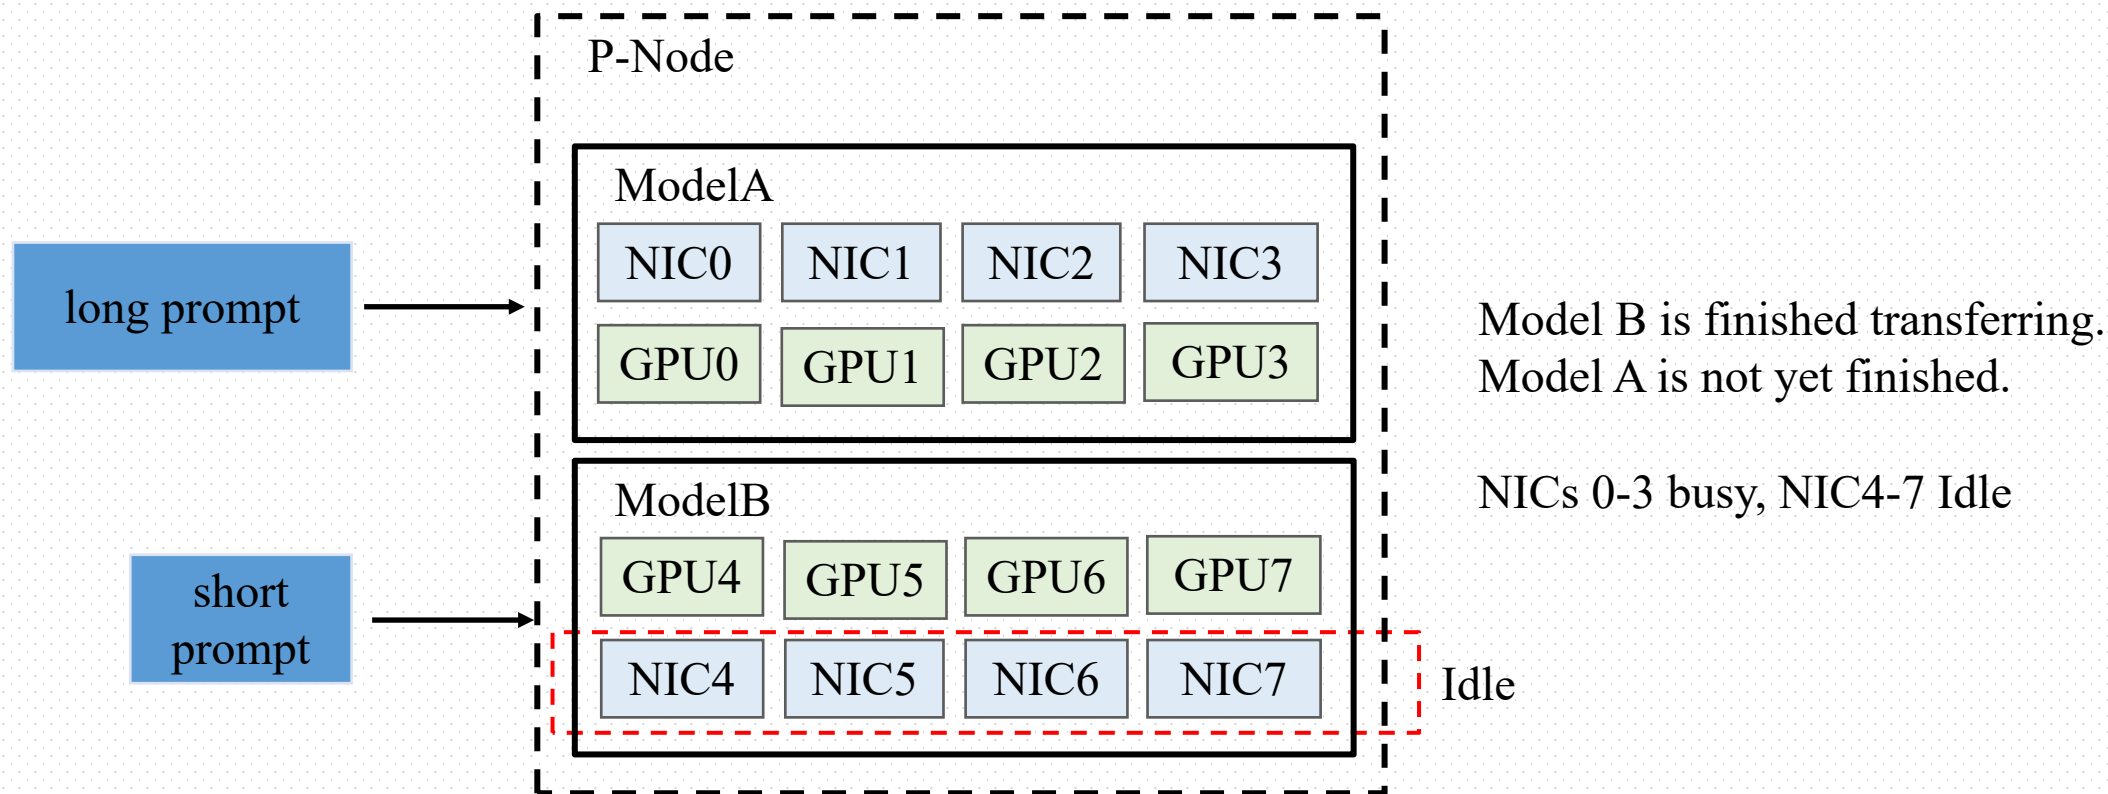 P-Node
ModelA
NIC0 NIC1 NIC2 NIC3
GPU0 GPU1 GPU2 GPU3
long prompt
ModelB
GPU4 GPU5 GPU6 GPU7
NIC4 NIC5 NIC6 NIC7
short
prompt
Idle
Model B is finished transferring.
Model A is not yet finished.
NICs 0-3 busy, NIC4-7 Idle